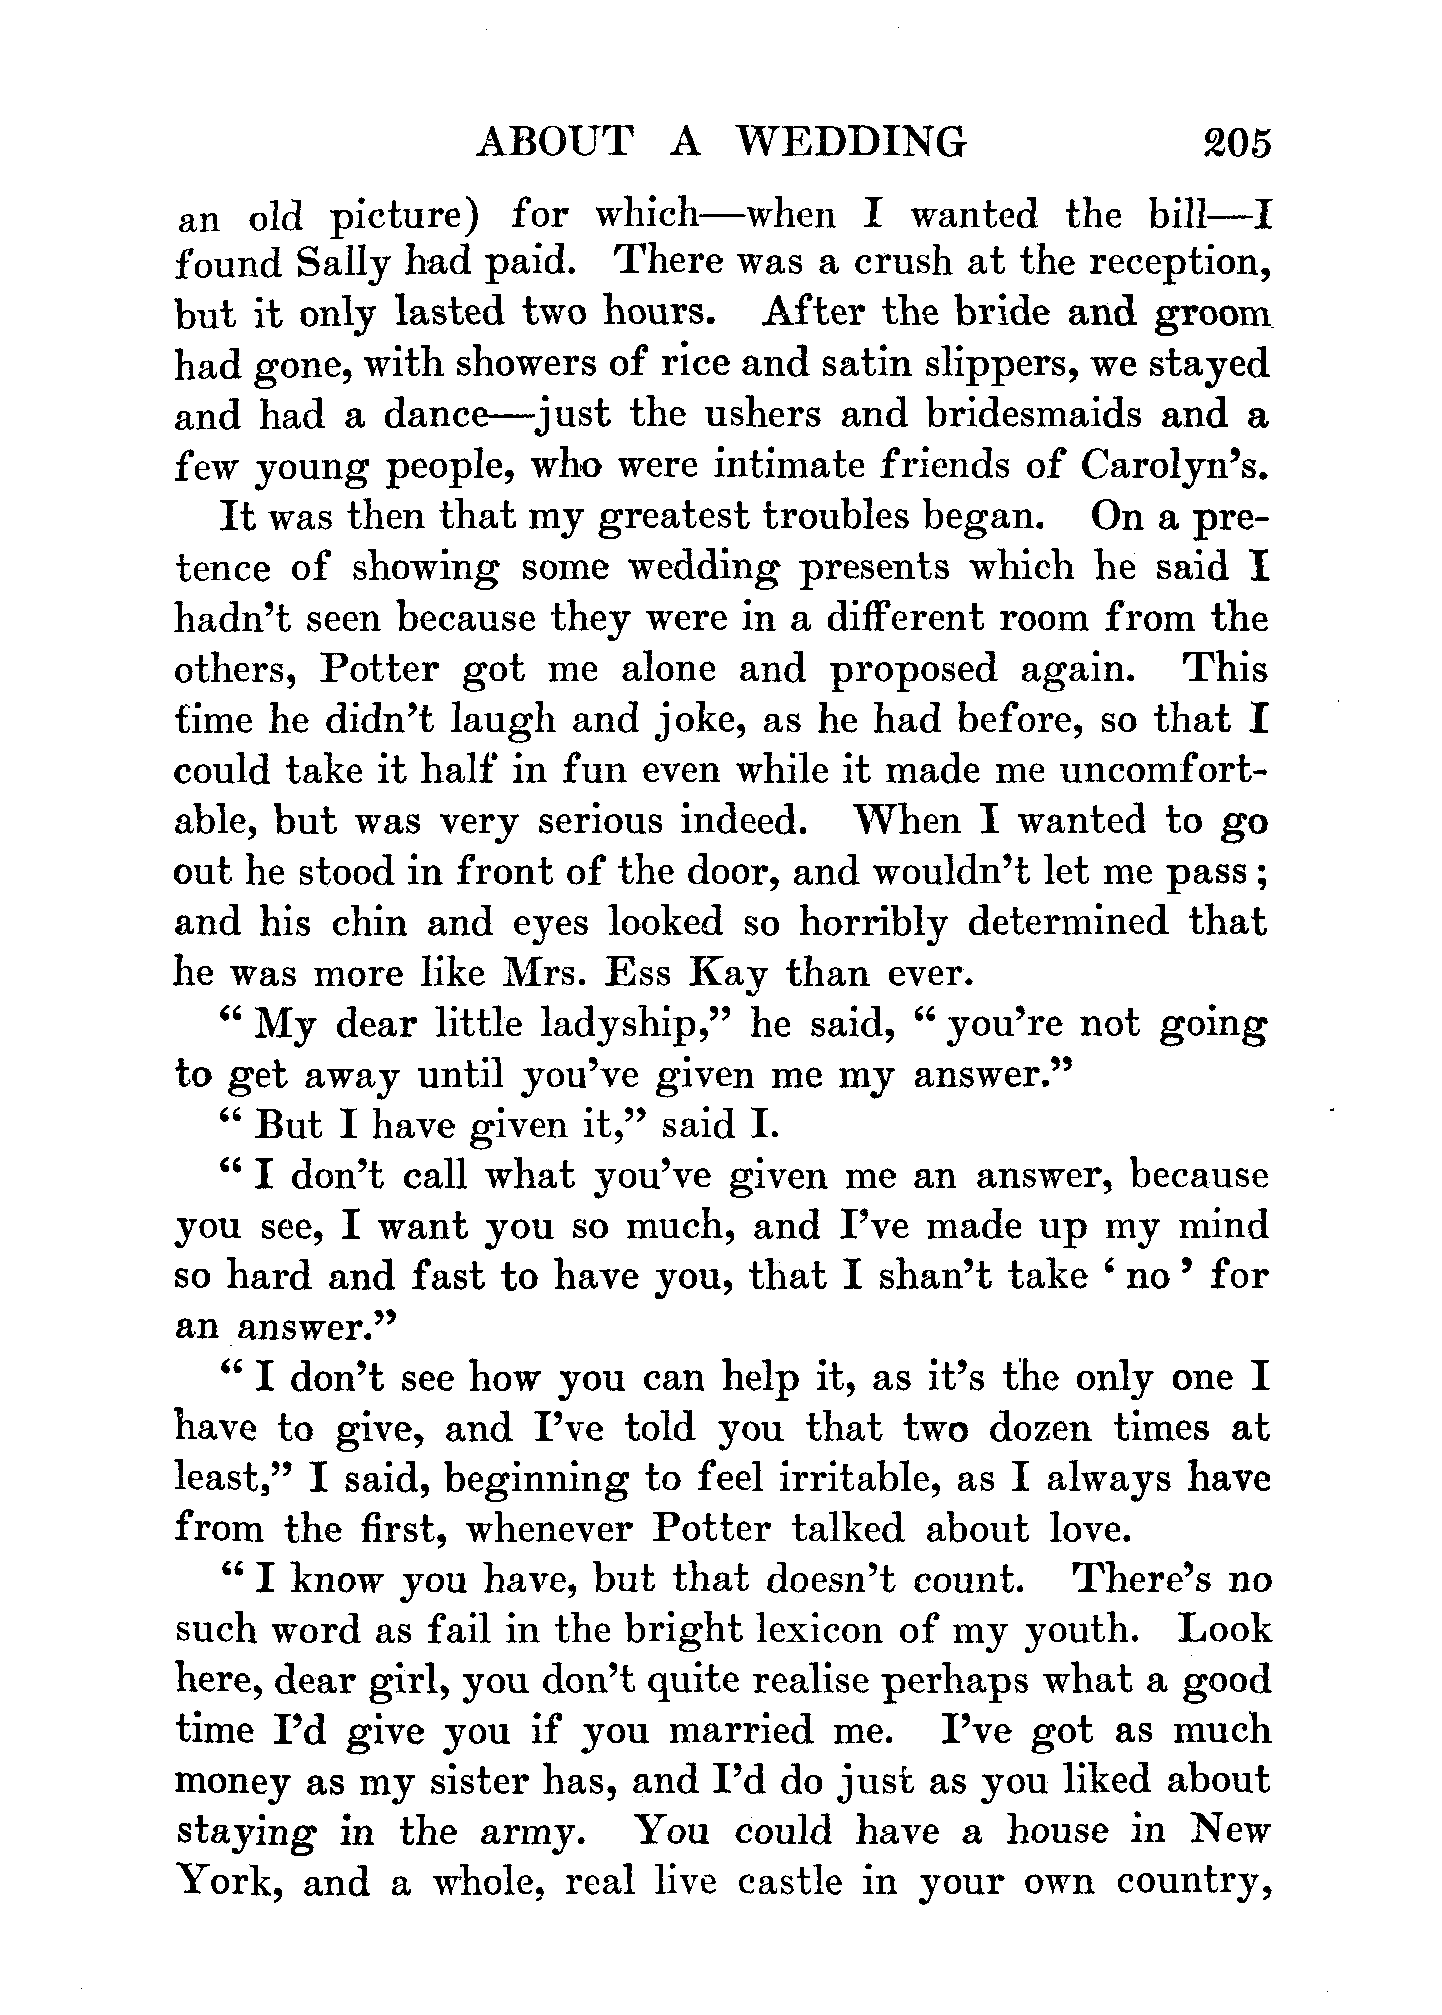 ABOUT A WEDDING 205
an old picture) for which—when I wanted the bill—I
found Sally had paid. There was a crush at the reception,
but it only lasted two hours. After the bride and groom
had gone, with showers of rice and satin slippers, we stayed
and had a dance—just the ushers and bridesmaids and a
few young people, who were intimate friends of Carolyn's.
It was then that my greatest troubles began. On a pre-
tence of showing some wedding presents which he said I
hadn't seen because they were in a different room from the
others, Potter got me alone and proposed again. This
time he didn't laugh and joke, as he had before, so that I
could take it half in fun even while it made me uncomfort-
able, but was very serious indeed. When I wanted to go
out he stood in front of the door, and wouldn't let me pass;
and his chin and eyes looked so horribly determined that
he was more like Mrs. Ess Kay than ever.
"My dear little ladyship," he said, "you're not going
to get away until you've given me my answer."
"But I have given it," said I.
"I don't call what you've given me an answer, because
you see, I want you so much, and I've made up my mind
so hard and fast to have you, that I shan't take 'no' for
an answer."
"I don't see how you can help it, as it's the only one I
have to give, and I've told you that two dozen times at
least," I said, beginning to feel irritable, as I always have
from the first, whenever Potter talked about love.
"I know you have, but that doesn't count. There's no
such word as fail in the bright lexicon of my youth. Look
here, dear girl, you don't quite realise perhaps what a good
time I'd give you if you married me. I've got as much
money as my sister has, and I'd do just as you liked about
staying in the army. You could have a house in New
York, and a whole, real live castle in your own country,